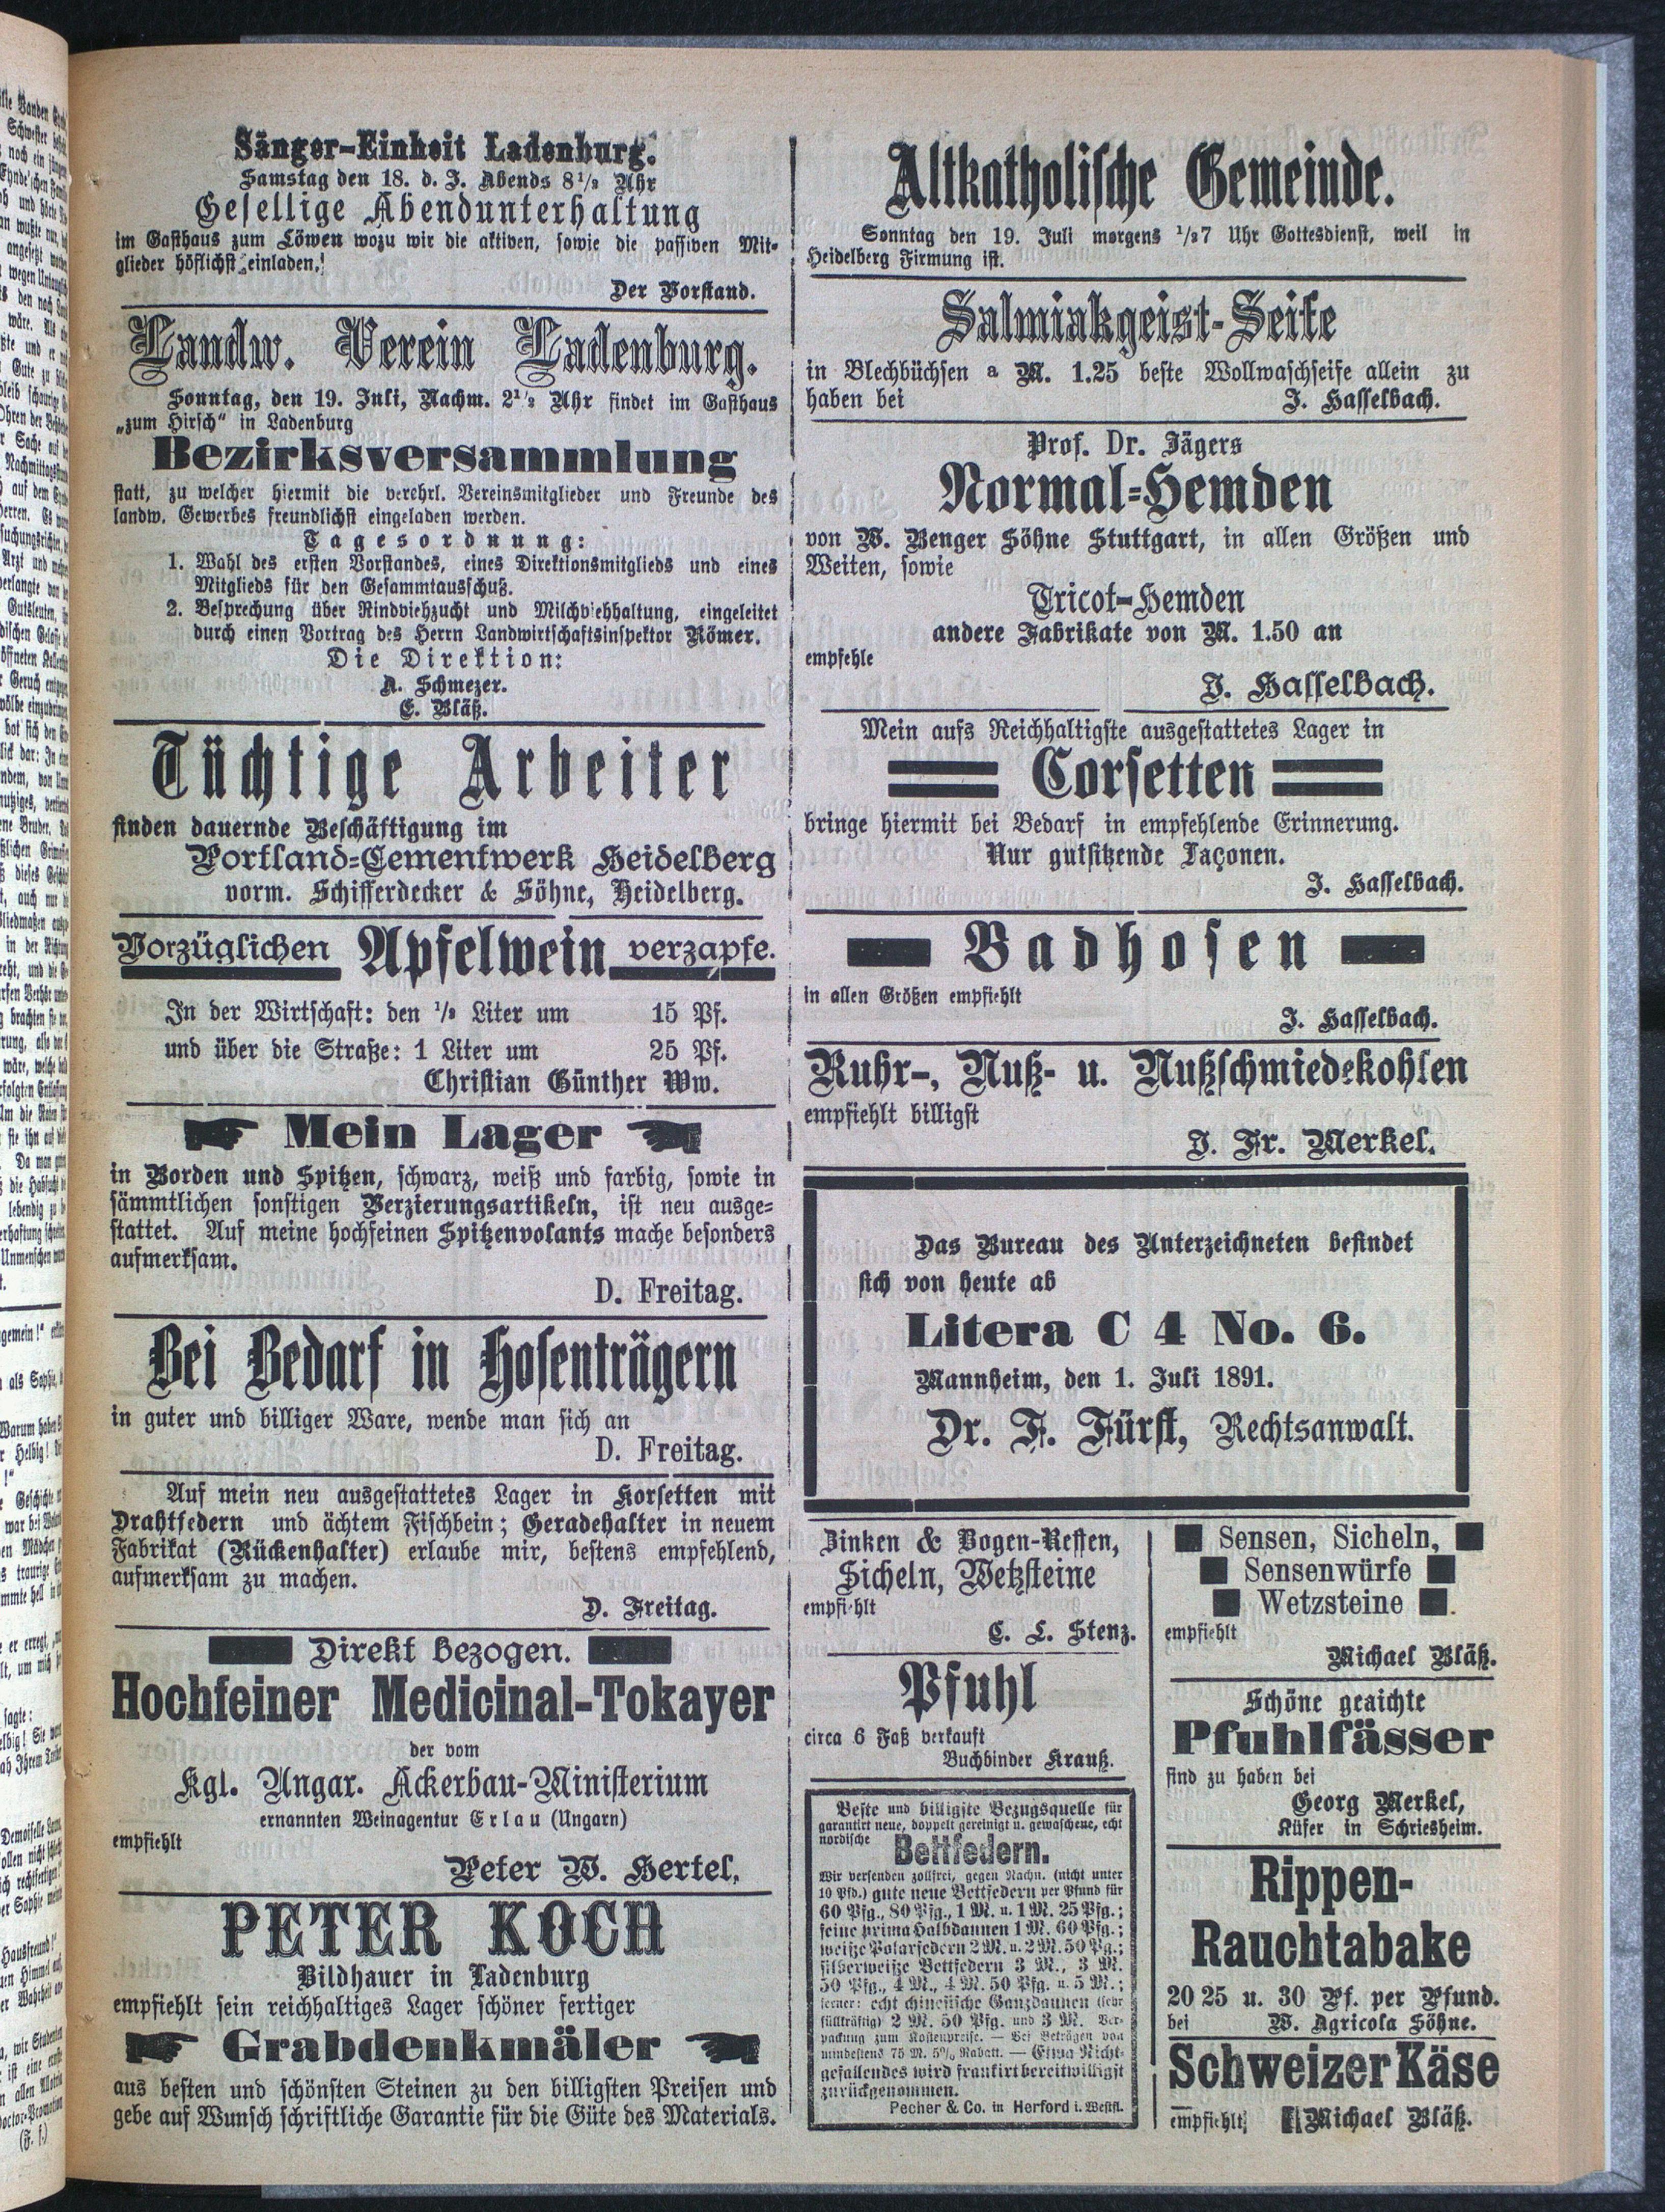 Sänger-Einheit Ladenburg.
Samstag den 18. d. J. Abends 8½ Uhr
Gesellige Abendunterhaltung
im Gasthaus zum Löwen wozu wir die aktiven, sowie die passiven Mit-
glieder höflichst einladen.
Der Vorstand.
Landw. Verein Ladenburg.
Sonntag, den 19. Juli, Nachm. 2½ Uhr findet im Gasthaus
„zum Hirsch“ in Ladenburg
Bezirksversammlung
statt, zu welcher hiermit die verehrl. Vereinsmitglieder und Freunde des
landw. Gewerbes freundlichst eingeladen werden.
Tagesordnung:
1. Wahl des ersten Vorstandes, eines Direktionsmitglieds und eines
Mitglieds für den Gesammtausschuß.
2. Besprechung über Rindviehzucht und Milchviehhaltung, eingeleitet
durch einen Vortrag des Herrn Landwirtschaftsinspektor Römer.
Die Direktion:
A. Schmezer.
E. Bläß.
Tüchtige Arbeiter
finden dauernde Beschäftigung im
Portland-Cementwerk Heidelberg
vorm. Schifferdecker & Söhne, Heidelberg.
Vorzüglichen Apfelwein verzapfe.
In der Wirtschaft: den ½ Liter um 15 Pf.
und über die Straße: 1 Liter um 25 Pf.
Christian Günther Ww.
Mein Lager
in Borden und Spitzen, schwarz, weiß und farbig, sowie in
sämmtlichen sonstigen Verzierungsartikeln, ist neu ausge-
stattet. Auf meine hochfeinen Spitzenvolants mache besonders
aufmerksam.
D. Freitag.
Bei Bedarf in Hosenträgern
in guter und billiger Ware, wende man sich an
D. Freitag.
Auf mein neu ausgestattetes Lager in Korsetten mit
Drahtfedern und ächtem Fischbein; Geradehalter in neuem
Fabrikat (Rückenhalter) erlaube mir, bestens empfehlend,
aufmerksam zu machen.
D. Freitag.
Direkt bezogen.
Hochfeiner Medicinal-Tokayer
der vom
Kgl. Ungar. Ackerbau-Ministerium
ernannten Weinagentur Erlau (Ungarn)
empfiehlt
Peter W. Hertel,
PETER KOCH
Bildhauer in Ladenburg
empfiehlt sein reichhaltiges Lager schöner fertiger
Grabdenkmäler
aus besten und schönsten Steinen zu den billigsten Preisen und
gebe auf Wunsch schriftliche Garantie für die Güte des Materials.
Altkatholische Gemeinde.
Sonntag den 19. Juli morgens ½7 Uhr Gottesdienst, weil in
Heidelberg Firmung ist.
Salmiakgeist-Seife
in Blechbüchsen a M. 1.25 beste Wollwaschseife allein zu
haben bei J. Hasselbach.
Prof. Dr. Jägers
Normal-Hemden
von W. Benger Söhne Stuttgart, in allen Größen und
Weiten, sowie
Tricot-Hemden
andere Fabrikate von M. 1.50 an
empfehle
J. Hasselbach.
Mein aufs Reichhaltigste ausgestattetes Lager in
Corsetten
bringe hiermit bei Bedarf in empfehlende Erinnerung.
Nur gutsitzende Façonen.
J. Hasselbach.
Badhosen
in allen Größen empfiehlt
J. Hasselbach.
Ruhr-, Nuß- u. Nußschmiedekohlen
empfiehlt billigst
J. Fr. Merkel.
Das Bureau des Unterzeichneten befindet
sich von heute ab
Litera C 4 No. 6.
Mannheim, den 1. Juli 1891.
Dr. F. Fürst, Rechtsanwalt.
Zinken & Bogen-Reffen,
Sicheln, Wetzsteine
empfiehlt
C. L. Stenz.
Pfuhl
circa 6 Faß verkauft
Buchbinder Krauß.
Beste und billigste Bezugsquelle für
garantirt neue, doppelt gereinigt u. gewaschene, echt
nordische
Bettfedern.
Wir versenden zollfrei, gegen Nachn. (nicht unter
10 Pfd.) gute neue Bettfedern per Pfund für
60 Pfg., 80 Pfg., 1 M. u. 1 M. 25 Pfg.;
feine prima Halbdaunen 1 M. 60 Pfg.;
weiße Polarfedern 2 M. u. 2 M. 50 Pg.;
silberweiße Bettfedern 3 M., 3 M.
50 Pfg., 4 M., 4 M. 50 Pfg. u. 5 M.;
ferner: echt chinesische Ganzdaunen (sehr
füllkräftig) 2 M. 50 Pfg. und 3 M. Ver-
packung zum Kostenpreise. — Bei Beträgen von
mindestens 75 M. 5% Rabatt. — Etwa Nicht-
gefallendes wird frankirt bereitwilligst
zurückgenommen.
Pecher & Co. in Herford i. Westfl.
Sensen, Sicheln,
Sensenwürfe
Wetzsteine
empfiehlt
Michael Bläß.
Schöne geaichte
Pfuhlfässer
sind zu haben bei
Georg Merkel,
Küfer in Schriesheim.
Rippen-
Rauchtabake
20 25 u. 30 Pf. per Pfund.
bei W. Agricola Söhne.
Schweizer Käse
empfiehlt Michael Bläß.